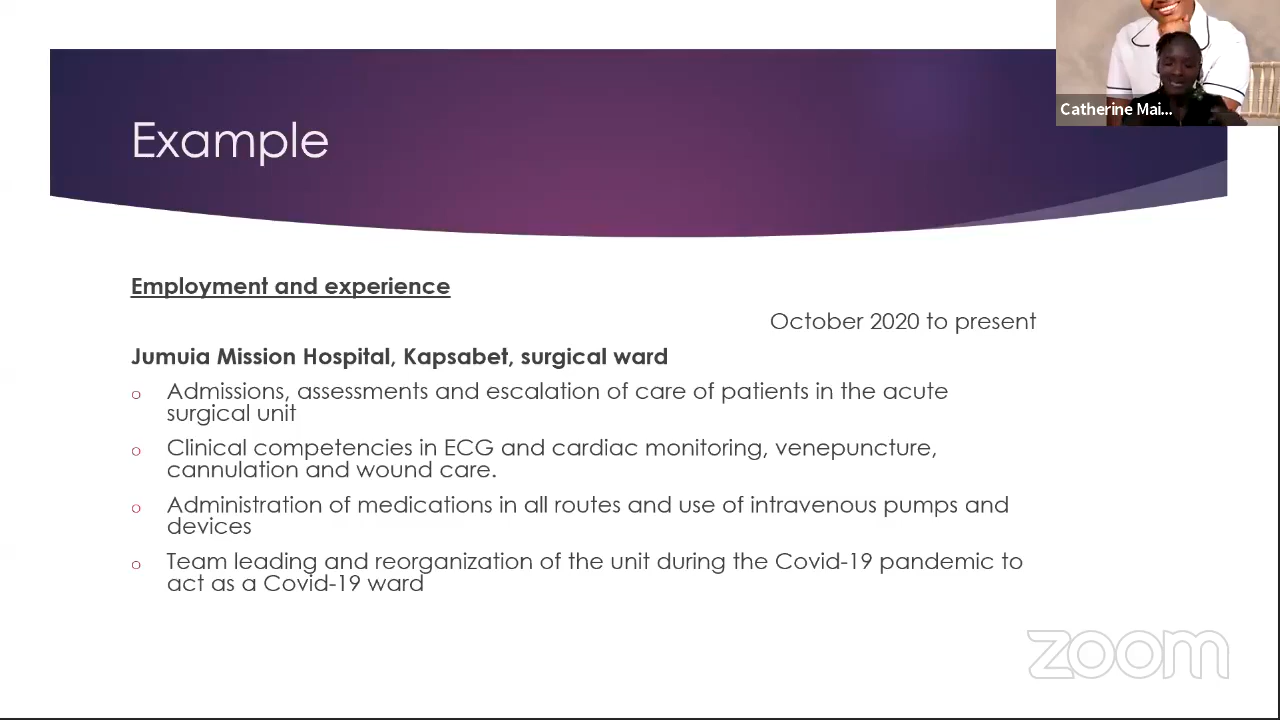 Catherine Mai...
Example
Employment and experience
October 2020 to present
Jumuia Mission Hospital, Kapsabet, surgical ward
o Admissions, assessments and escalation of care of patients in the acute
surgical unit
o Clinical competencies in ECG and cardiac monitoring, venepuncture,
cannulation and wound care.
o Administration of medications in all routes and use of intravenous pumps and
devices
o Team leading and reorganization of the unit during the Covid-19 pandemic to
act as a Covid-19 ward
zoom